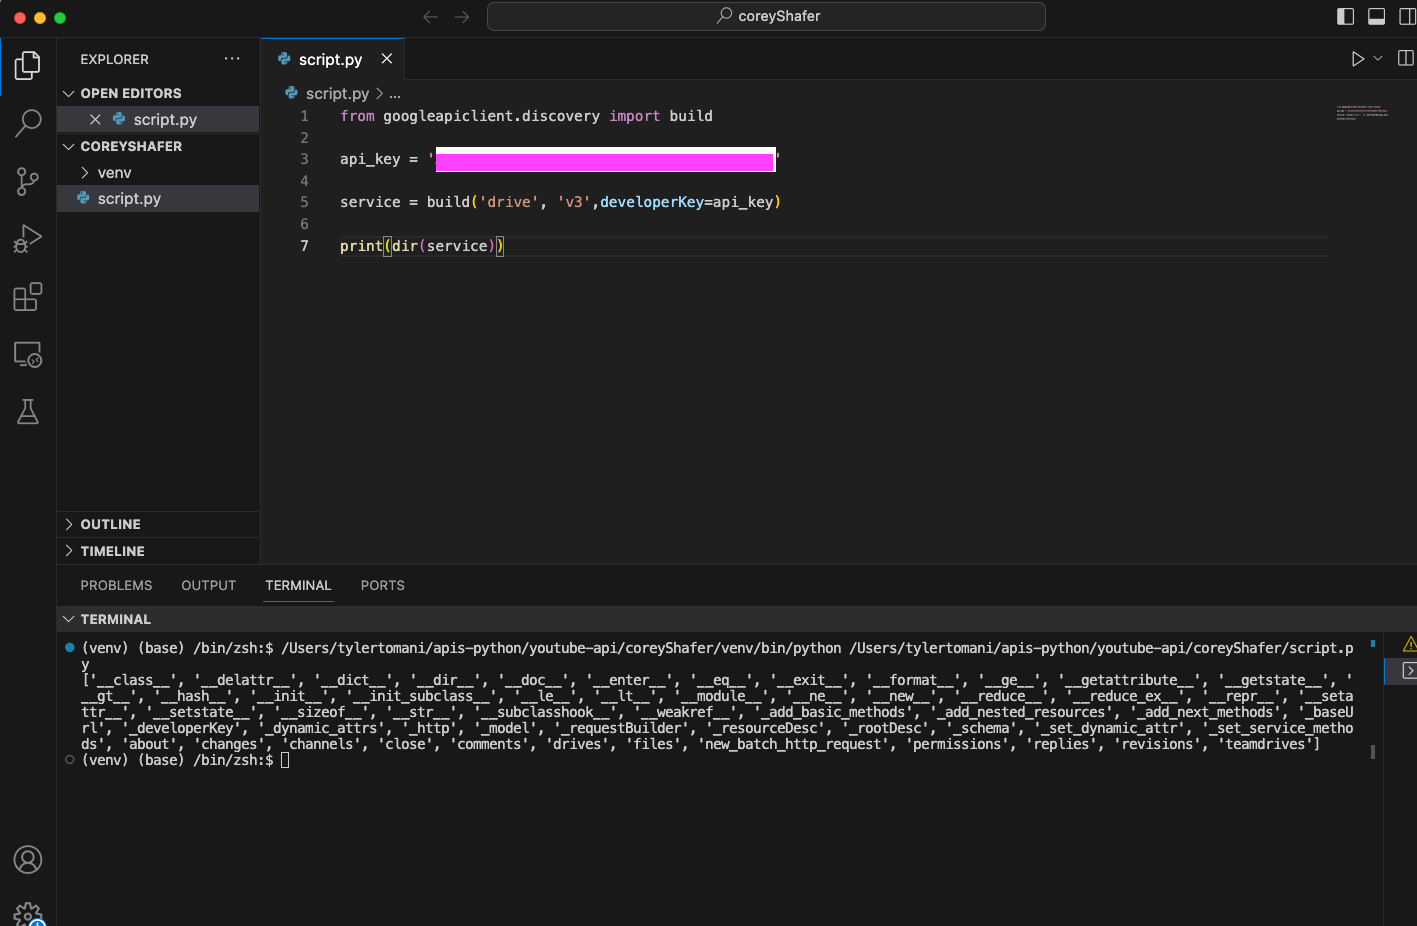 coreyShafer
EXPLORER
OPEN EDITORS
script.py
COREYSHAFER
venv
script.py
OUTLINE
TIMELINE
script.py
script.py > ...
1 from googleapiclient.discovery import build
2
3 api_key = ' '
4
5 service = build('drive', 'v3',developerKey=api_key)
6
7 print(dir(service))
PROBLEMS OUTPUT TERMINAL PORTS
TERMINAL
(venv) (base) /bin/zsh:$ /Users/tylertomani/apis-python/youtube-api/coreyShafer/venv/bin/python /Users/tylertomani/apis-python/youtube-api/coreyShafer/script.p
y
['__class__', '__delattr__', '__dict__', '__dir__', '__doc__', '__enter__', '__eq__', '__exit__', '__format__', '__ge__', '__getattribute__', '__getstate__', '
__gt__', '__hash__', '__init__', '__init_subclass__', '__le__', '__lt__', '__module__', '__ne__', '__new__', '__reduce__', '__reduce_ex__', '__repr__', '__seta
ttr__', '__setstate__', '__sizeof__', '__str__', '__subclasshook__', '__weakref__', '_add_basic_methods', '_add_nested_resources', '_add_next_methods', '_baseU
rl', '_developerKey', '_dynamic_attrs', '_http', '_model', '_requestBuilder', '_resourceDesc', '_rootDesc', '_schema', '_set_dynamic_attr', '_set_service_metho
ds', 'about', 'changes', 'channels', 'close', 'comments', 'drives', 'files', 'new_batch_http_request', 'permissions', 'replies', 'revisions', 'teamdrives']
(venv) (base) /bin/zsh:$